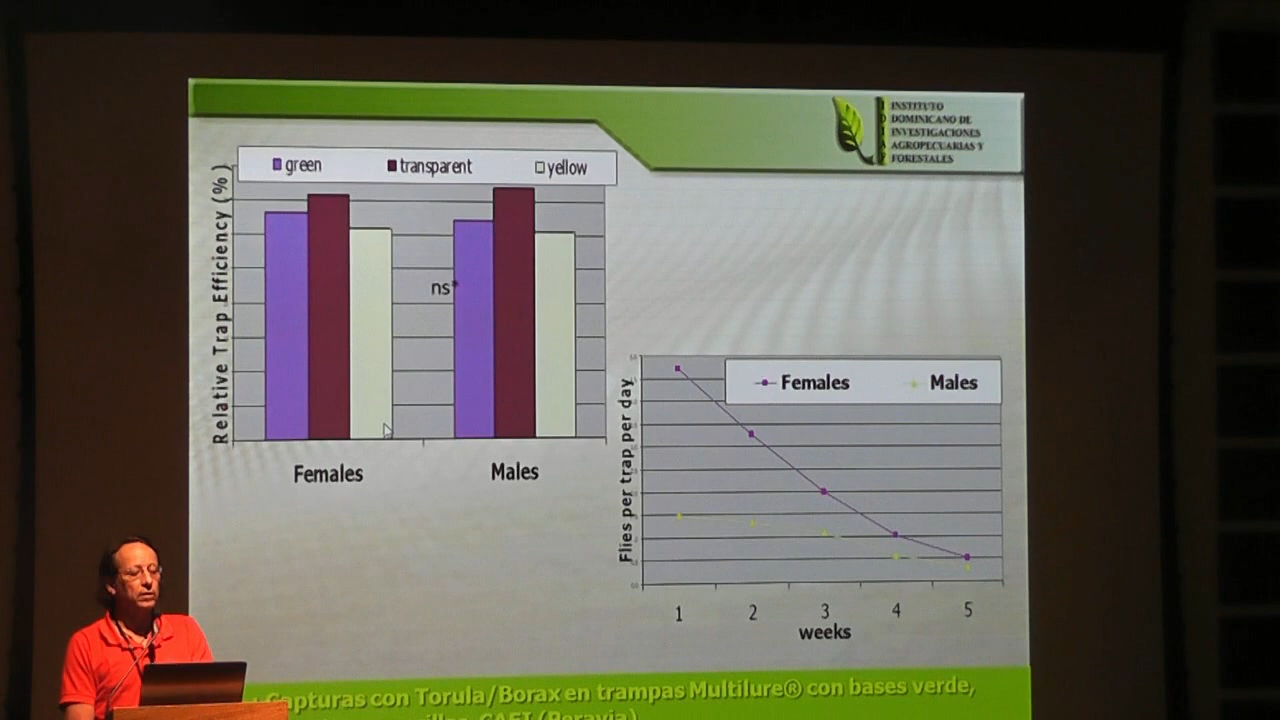 INSTITUTO
DOMINICANO DE
INVESTIGACIONES
AGROPECUARIAS Y
FORESTALES
green transparent yellow
Relative Trap Efficiency (%)
ns*
Females Males
Females Males
Flies per trap per day
1 2 3 4 5
weeks
Capturas con Torula/Borax en trampas Multilure® con bases verde,
CAEI (Peravia)